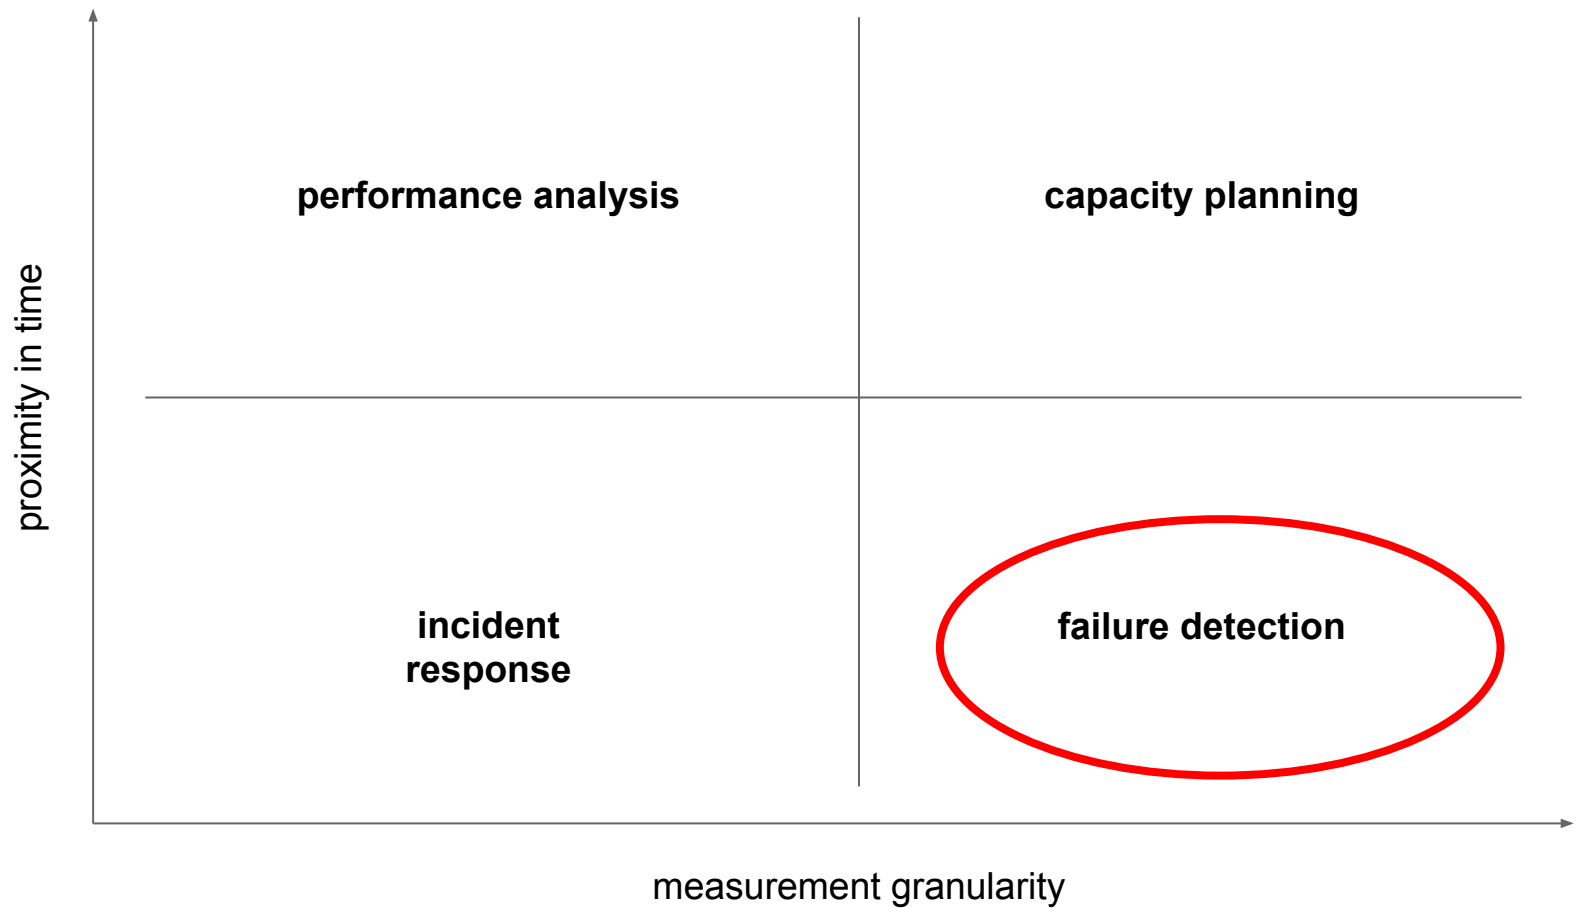 performance analysis
capacity planning
proximity in time
incident
response
failure detection
measurement granularity